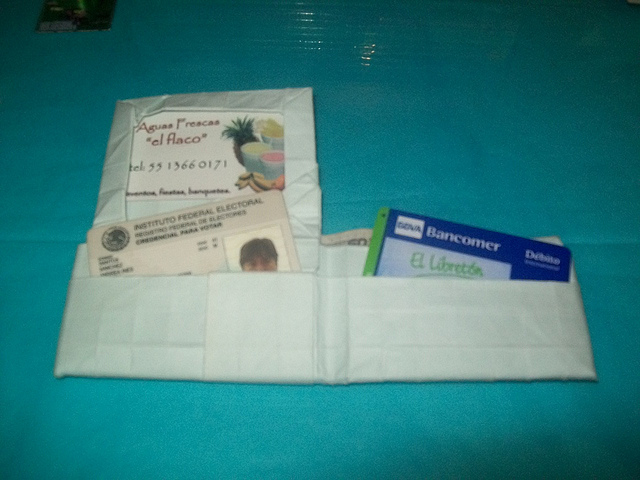 Aguas Frescas
"el flaco"
tel: 55 1366 0171
eventos, fiestas, banquetes.
INSTITUTO FEDERAL ELECTORAL
REGISTRO FEDERAL DE ELECTORES
CREDENCIAL PARA VOTAR
BBVA Bancomer
Débito
El Libretón